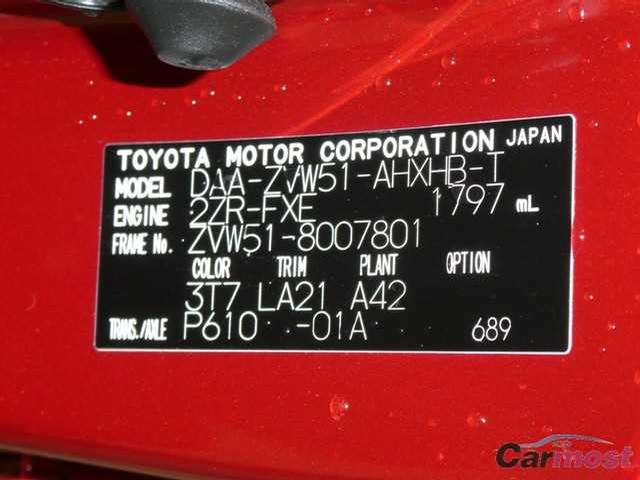 TOYOTA MOTOR CORPORATION JAPAN
MODEL DAA-ZVW51-AHXHB-T
ENGINE 2ZR-FXE 1797 mL
FRAME No. ZVW51-8007801
COLOR TRIM PLANT OPTION
3T7 LA21 A42
TRANS./AXLE P610 -01A 689
Carmost